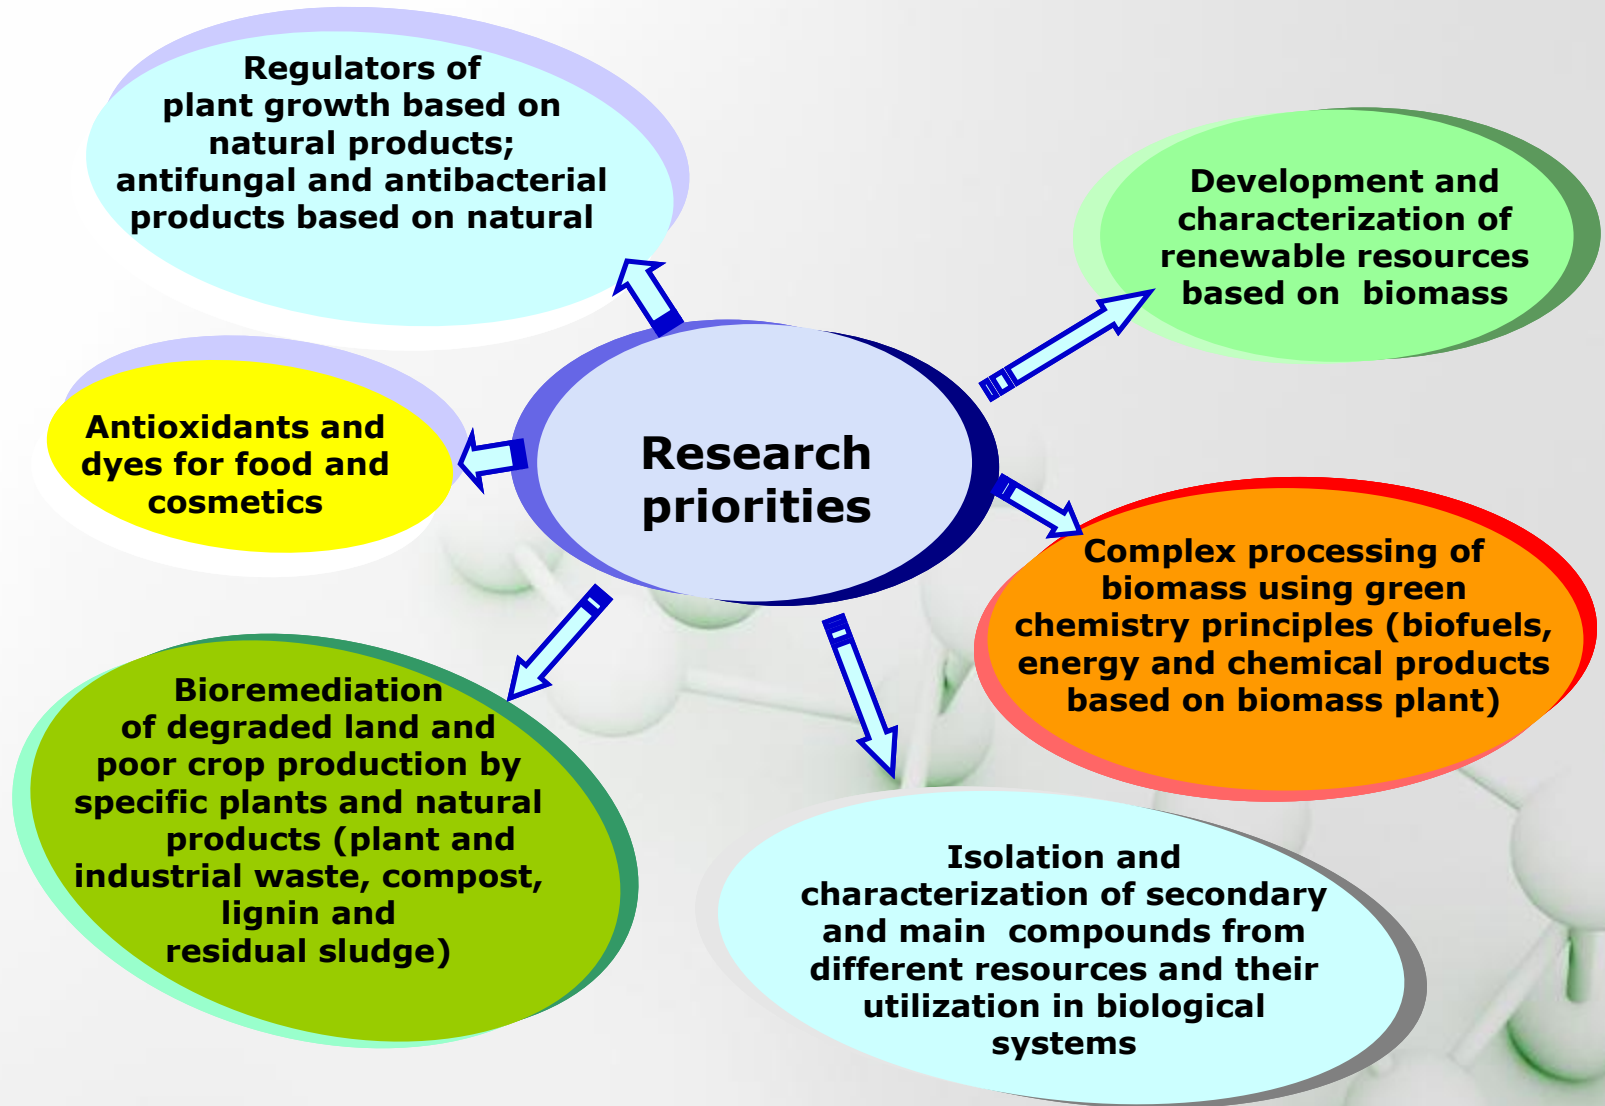 Regulators of
plant growth based on
natural products;
antifungal and antibacterial
products based on natural
Development and
characterization of
renewable resources
based on biomass
Antioxidants and
dyes for food and
cosmetics
Research
priorities
Complex processing of
biomass using green
chemistry principles (biofuels,
energy and chemical products
based on biomass plant)
Bioremediation
of degraded land and
poor crop production by
specific plants and natural
products (plant and
industrial waste, compost,
lignin and
residual sludge)
Isolation and
characterization of secondary
and main compounds from
different resources and their
utilization in biological
systems